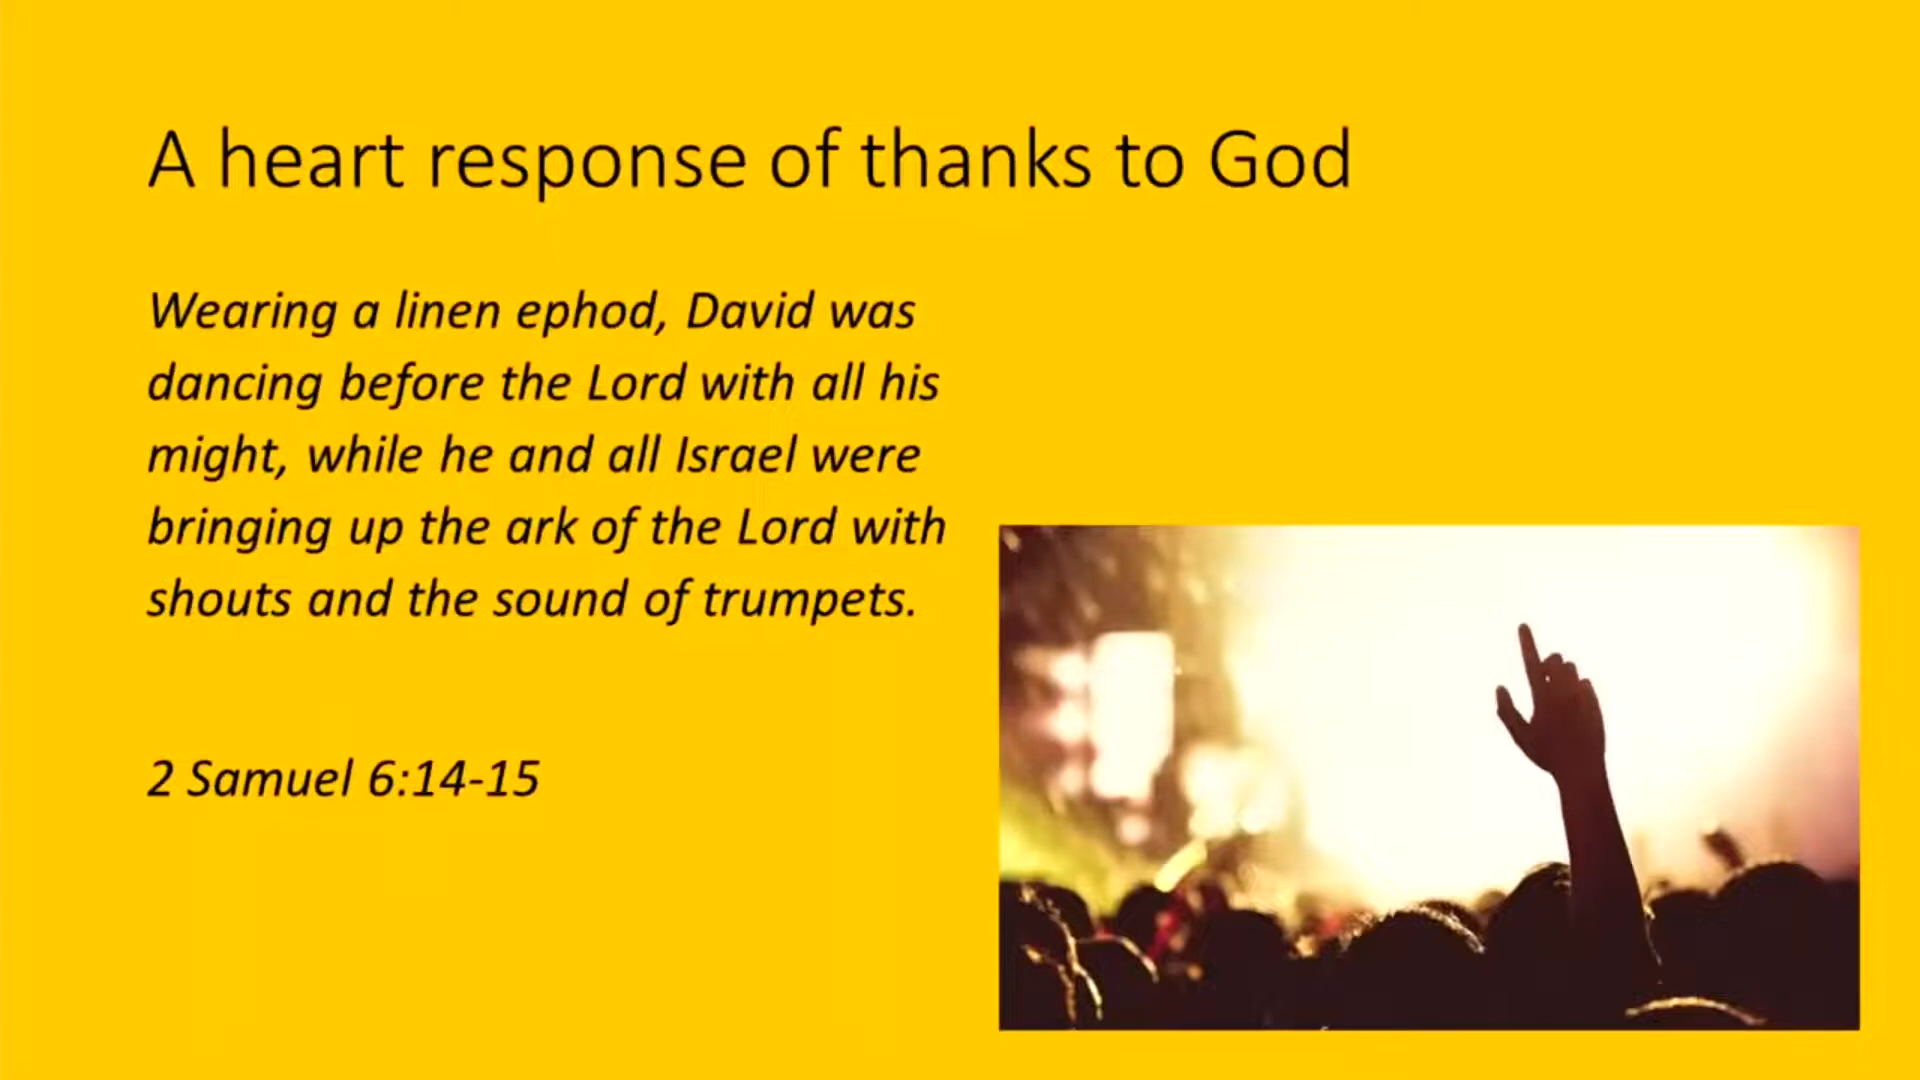 A heart response of thanks to God
Wearing a linen ephod, David was
dancing before the Lord with all his
might, while he and all Israel were
bringing up the ark of the Lord with
shouts and the sound of trumpets.
2 Samuel 6:14-15